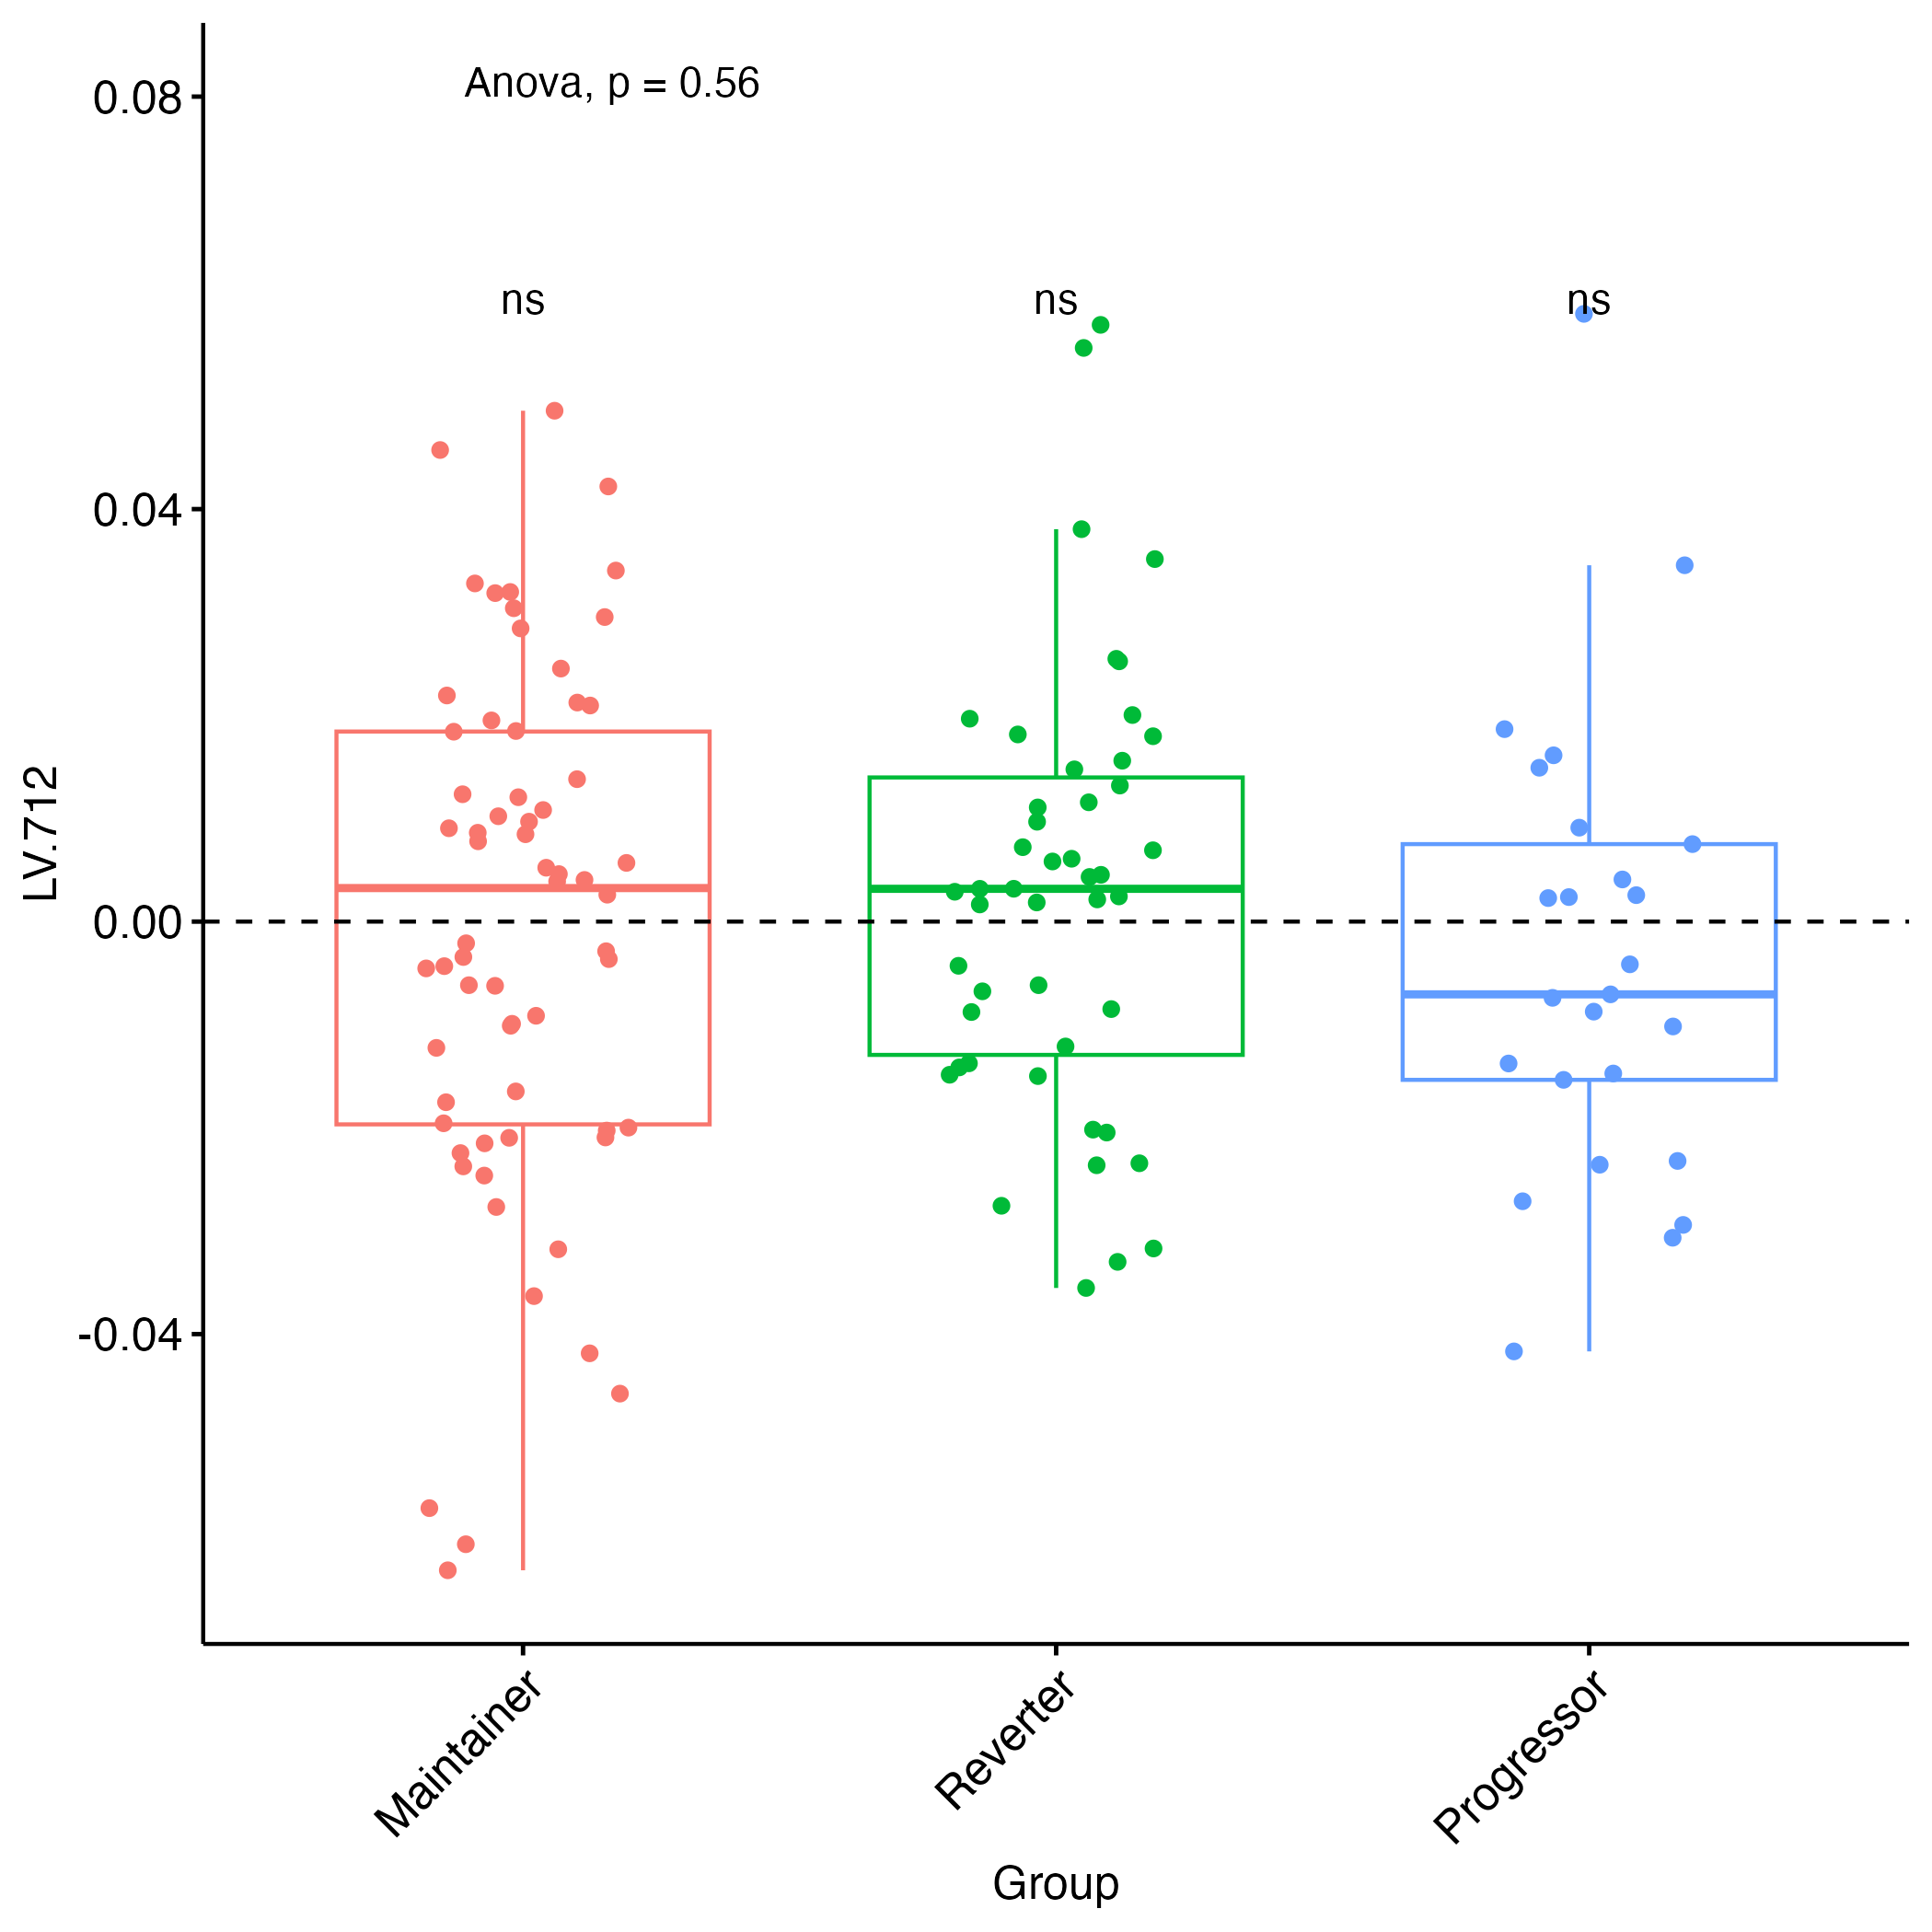 Anova, p = 0.56
0.08
ns ns ns
0.04
LV.712
0.00
-0.04
Maintainer Reverter Progressor
Group